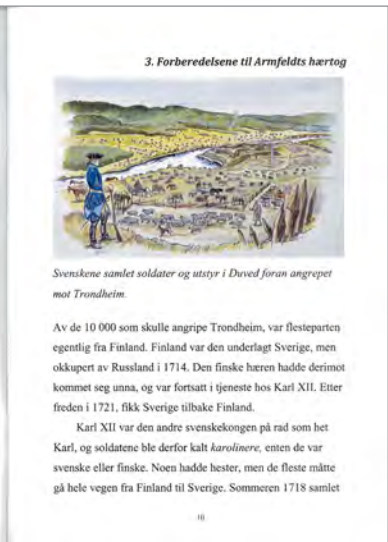 3. Forberedelsene til Armfeldts hærtog
Svenskene samlet soldater og utstyr i Duved foran angrepet
mot Trondheim.
Av de 10 000 som skulle angripe Trondheim, var flesteparten
egentlig fra Finland. Finland var den underlagt Sverige, men
okkupert av Russland i 1714. Den finske hæren hadde derimot
kommet seg unna, og var fortsatt i tjeneste hos Karl XII. Etter
freden i 1721, fikk Sverige tilbake Finland.
Karl XII var den andre svenskekongen på rad som het
Karl, og soldatene ble derfor kalt karolinere, enten de var
svenske eller finske. Noen hadde hester, men de fleste måtte
gå hele vegen fra Finland til Sverige. Sommeren 1718 samlet
16